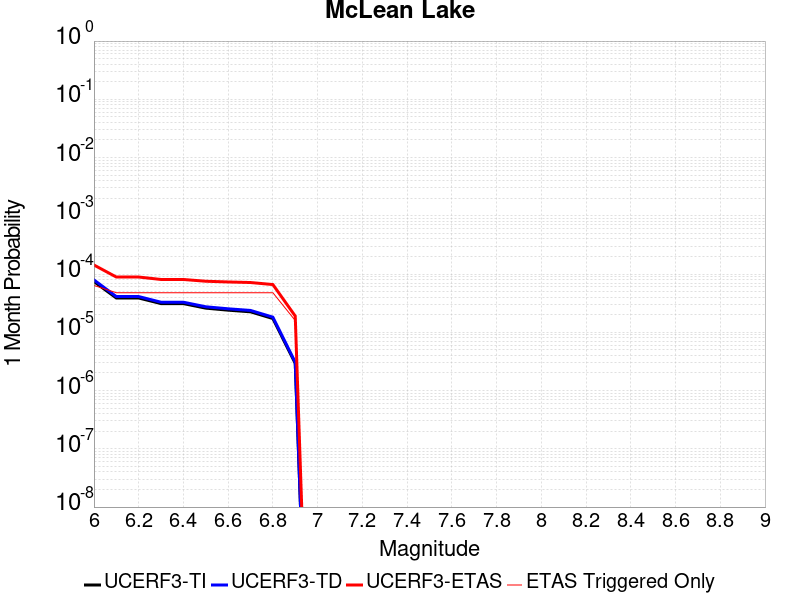 McLean Lake
10^0
10^-1
10^-2
10^-3
10^-4
10^-5
10^-6
10^-7
10^-8
1 Month Probability
6 6.2 6.4 6.6 6.8 7 7.2 7.4 7.6 7.8 8 8.2 8.4 8.6 8.8 9
Magnitude
UCERF3-TI UCERF3-TD UCERF3-ETAS ETAS Triggered Only